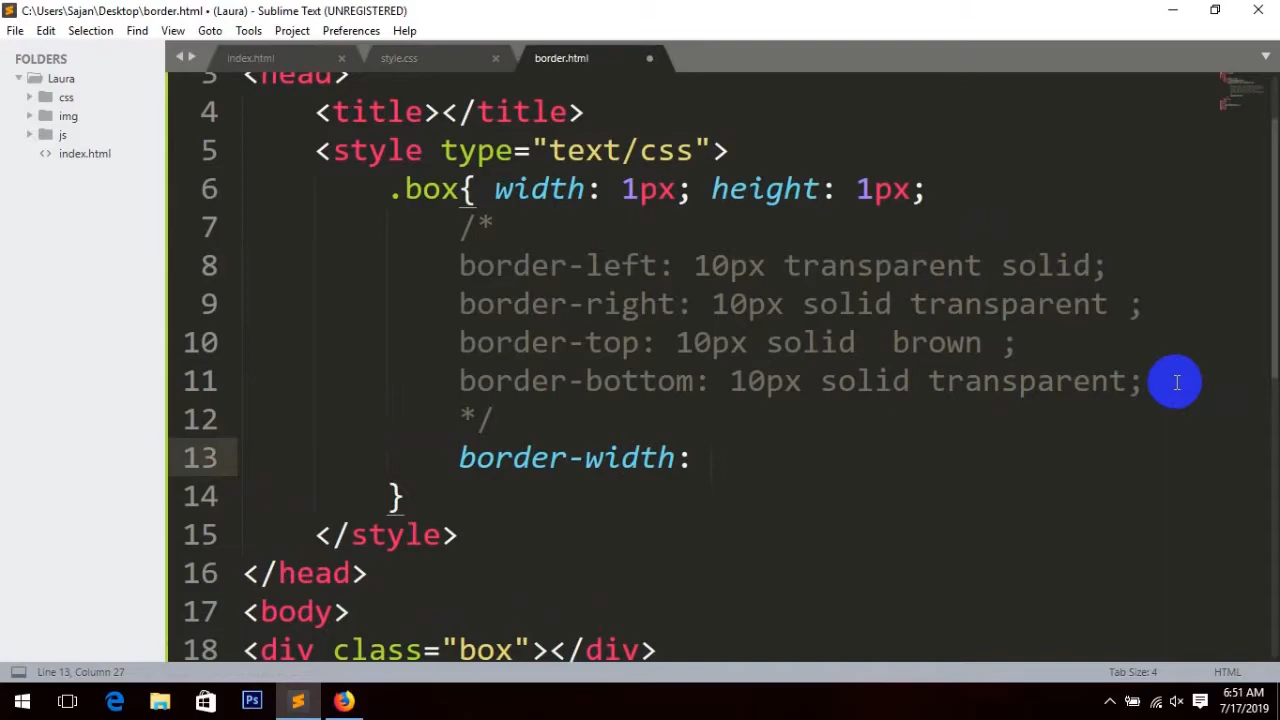 C:\Users\Sajan\Desktop\border.html • (Laura) - Sublime Text (UNREGISTERED)
File Edit Selection Find View Goto Tools Project Preferences Help
FOLDERS
Laura
css
img
js
index.html
index.html × style.css × border.html
3 <head>
4 <title></title>
5 <style type="text/css">
6 .box{ width: 1px; height: 1px;
7 /*
8 border-left: 10px transparent solid;
9 border-right: 10px solid transparent ;
10 border-top: 10px solid  brown ;
11 border-bottom: 10px solid transparent;
12 */
13 border-width:
14 }
15 </style>
16 </head>
17 <body>
18 <div class="box"></div>
Line 13, Column 27
Tab Size: 4
HTML
Ps
6:51 AM
7/17/2019